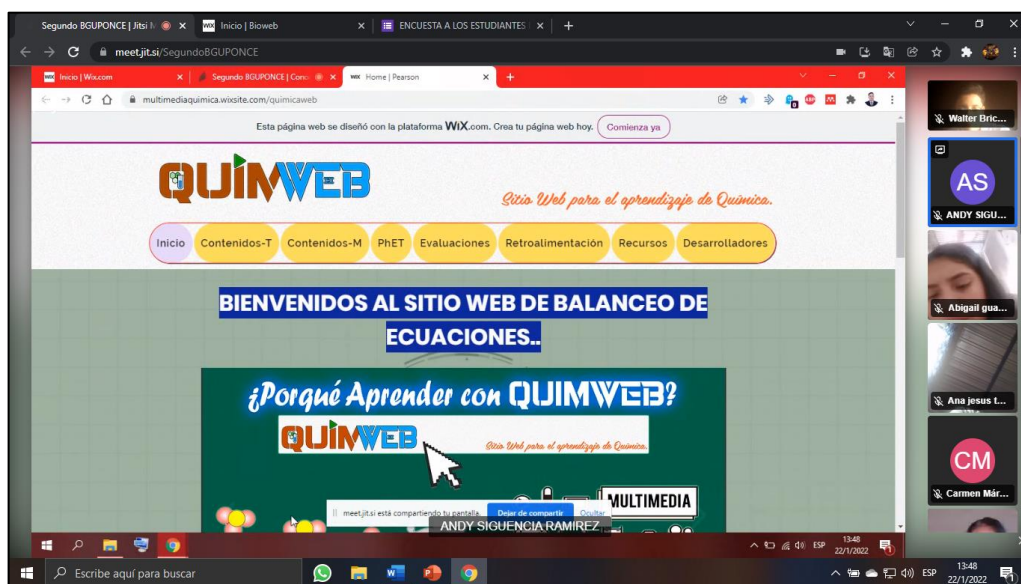 Segundo BGUPONCE | Jitsi M
Inicio | Bioweb
ENCUESTA A LOS ESTUDIANTES
meet.jit.si/SegundoBGUPONCE
Inicio | Wix.com
Segundo BGUPONCE | Con
Home | Pearson
multimediaquimica.wixsite.com/quimicaweb
Esta página web se diseñó con la plataforma WiX.com. Crea tu página web hoy. Comienza ya
QUIMWEB
Sitio Web para el aprendizaje de Química.
Inicio Contenidos-T Contenidos-M PhET Evaluaciones Retroalimentación Recursos Desarrolladores
BIENVENIDOS AL SITIO WEB DE BALANCEO DE
ECUACIONES..
¿Porqué Aprender con QUIMWEB?
QUIMWEB
Sitio Web para el aprendizaje de Química.
MULTIMEDIA
meet.jit.si está compartiendo tu pantalla. Dejar de compartir Ocultar
ANDY SIGUENCIA RAMIREZ
Walter Bric...
AS
ANDY SIGU...
Abigail gua...
Ana jesus t...
CM
Carmen Már...
ESP
13:48
22/1/2022
Escribe aquí para buscar
ESP
13:48
22/1/2022